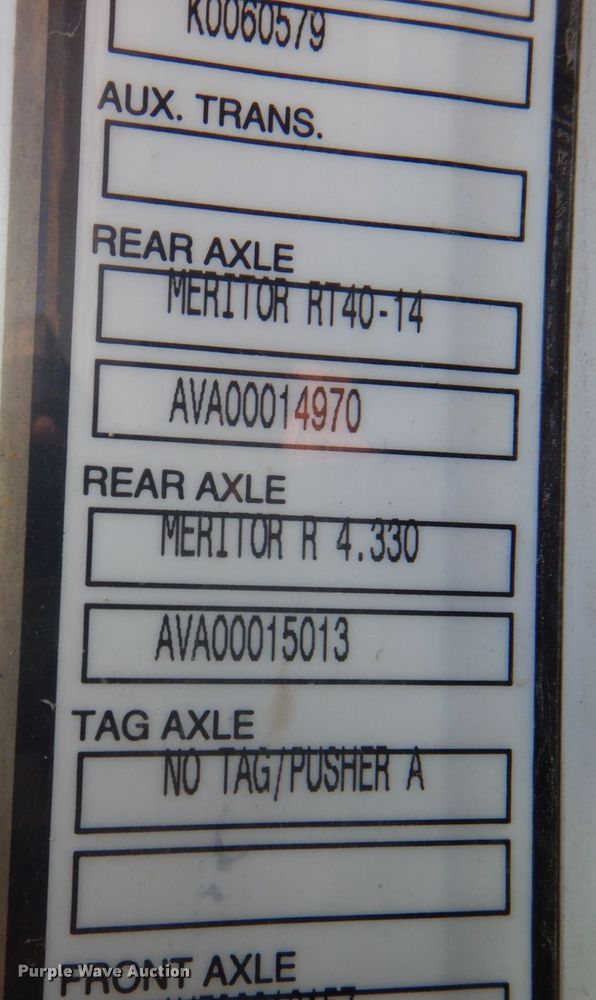 K0060579
AUX. TRANS.
REAR AXLE
MERITOR RT40-14
AVA00014970
REAR AXLE
MERITOR R 4.330
AVA00015013
TAG AXLE
NO TAG/PUSHER A
FRONT AXLE
Purple Wave Auction